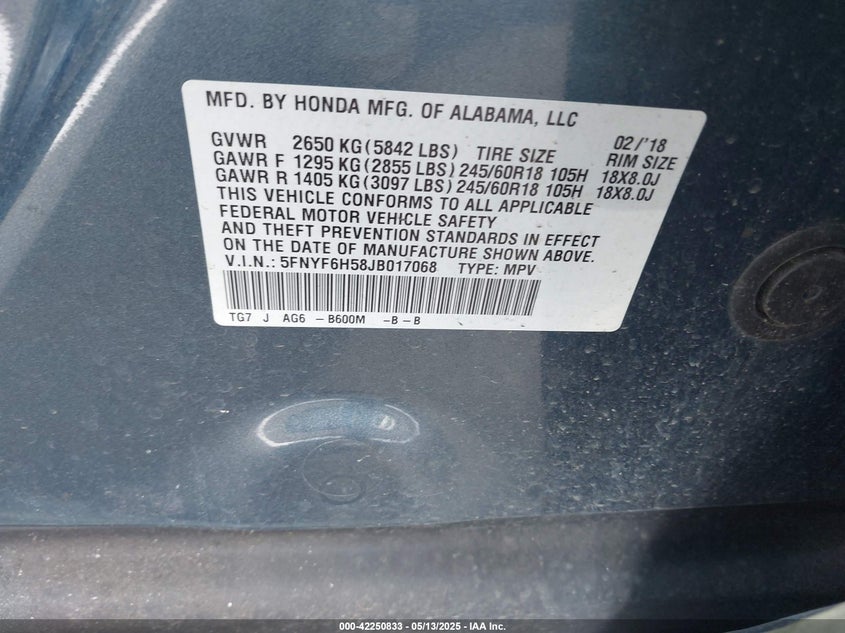 MFD. BY HONDA MFG. OF ALABAMA, LLC
GVWR 2650 KG(5842 LBS) TIRE SIZE 02/'18 RIM SIZE
GAWR F 1295 KG(2855 LBS)245/60R18 105H 18X8.0J
GAWR R 1405 KG(3097 LBS)245/60R18 105H 18X8.0J
THIS VEHICLE CONFORMS TO ALL APPLICABLE
FEDERAL MOTOR VEHICLE SAFETY
AND THEFT PREVENTION STANDARDS IN EFFECT
ON THE DATE OF MANUFACTURE SHOWN ABOVE.
V.I.N.: 5FNYF6H58JB017068 TYPE: MPV
TG7 J AG6 -B600M -B-B
000-42250833 - 05/13/2025 - IAA Inc.